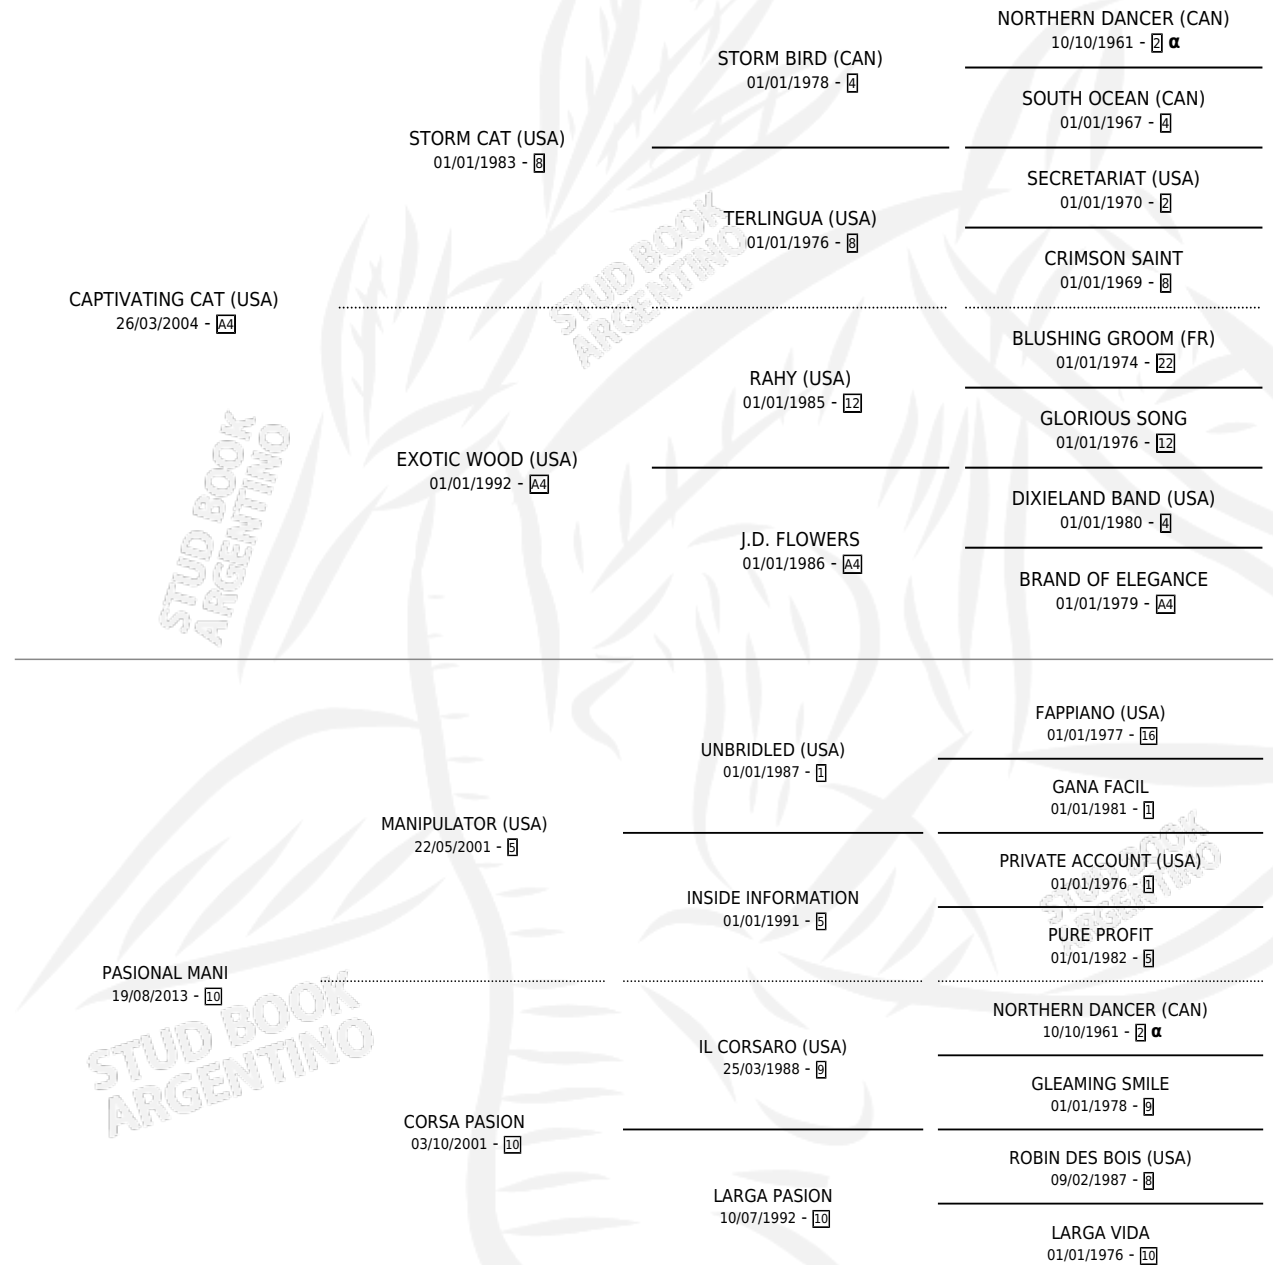 NORTHERN DANCER (CAN)
10/10/1961 - 2 α
STORM BIRD (CAN)
01/01/1978 - 4
SOUTH OCEAN (CAN)
01/01/1967 - 4
STORM CAT (USA)
01/01/1983 - 8
SECRETARIAT (USA)
01/01/1970 - 2
TERLINGUA (USA)
01/01/1976 - 8
CRIMSON SAINT
01/01/1969 - 8
CAPTIVATING CAT (USA)
26/03/2004 - A4
BLUSHING GROOM (FR)
01/01/1974 - 22
RAHY (USA)
01/01/1985 - 12
GLORIOUS SONG
01/01/1976 - 12
EXOTIC WOOD (USA)
01/01/1992 - A4
DIXIELAND BAND (USA)
01/01/1980 - 4
J.D. FLOWERS
01/01/1986 - A4
BRAND OF ELEGANCE
01/01/1979 - A4
FAPPIANO (USA)
01/01/1977 - 16
UNBRIDLED (USA)
01/01/1987 - 1
GANA FACIL
01/01/1981 - 1
MANIPULATOR (USA)
22/05/2001 - 5
PRIVATE ACCOUNT (USA)
01/01/1976 - 1
INSIDE INFORMATION
01/01/1991 - 5
PURE PROFIT
01/01/1982 - 5
PASIONAL MANI
19/08/2013 - 10
NORTHERN DANCER (CAN)
10/10/1961 - 2 α
IL CORSARO (USA)
25/03/1988 - 9
GLEAMING SMILE
01/01/1978 - 9
CORSA PASION
03/10/2001 - 10
ROBIN DES BOIS (USA)
09/02/1987 - 8
LARGA PASION
10/07/1992 - 10
LARGA VIDA
01/01/1976 - 10
STUD BOOK
ARGENTINO
STUD BOOK
ARGENTINO
STUD BOOK
ARGENTINO
STUD BOOK
ARGENTINO